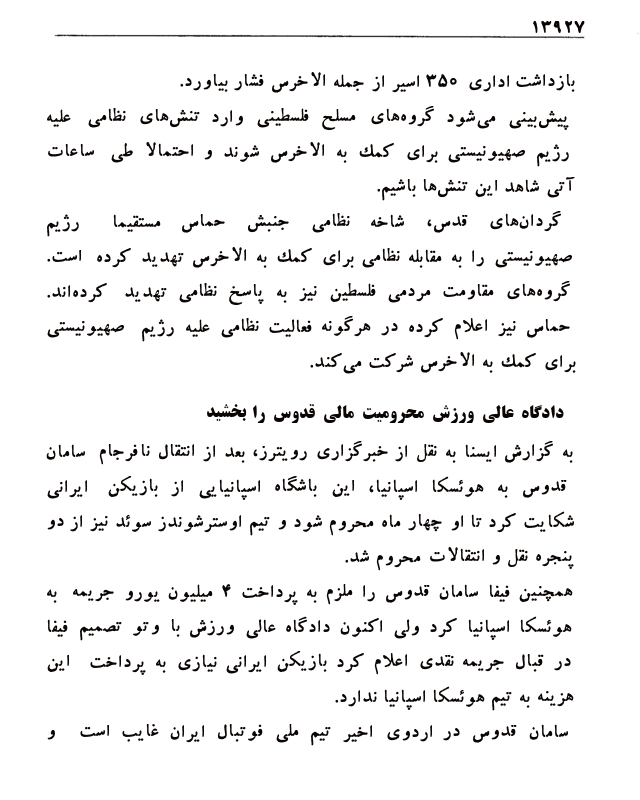 ۱۳۹۲۷
بازداشت اداری ۳۵۰ اسیر از جمله الاخرس فشار بیاورد.
پیش‌بینی می‌شود گروه‌های مسلح فلسطینی وارد تنش‌های نظامی علیه
رژیم صهیونیستی برای کمک به الاخرس شوند و احتمالا طی ساعات
آتی شاهد این تنش‌ها باشیم.
گردان‌های قدس، شاخه نظامی جنبش حماس مستقیما رژیم
صهیونیستی را به مقابله نظامی برای کمک به الاخرس تهدید کرده است.
گروه‌های مقاومت مردمی فلسطین نیز به پاسخ نظامی تهدید کرده‌اند.
حماس نیز اعلام کرده در هرگونه فعالیت نظامی علیه رژیم صهیونیستی
برای کمک به الاخرس شرکت می‌کند.
دادگاه عالی ورزش محرومیت مالی قدوس را بخشید
به گزارش ایسنا به نقل از خبرگزاری رویترز، بعد از انتقال نافرجام سامان
قدوس به هوئسکا اسپانیا، این باشگاه اسپانیایی از بازیکن ایرانی
شکایت کرد تا او چهار ماه محروم شود و تیم اوسترشوندز سوئد نیز از دو
پنجره نقل و انتقالات محروم شد.
همچنین فیفا سامان قدوس را ملزم به پرداخت ۴ میلیون یورو جریمه به
هوئسکا اسپانیا کرد ولی اکنون دادگاه عالی ورزش با وتو تصمیم فیفا
در قبال جریمه نقدی اعلام کرد بازیکن ایرانی نیازی به پرداخت این
هزینه به تیم هوئسکا اسپانیا ندارد.
سامان قدوس در اردوی اخیر تیم ملی فوتبال ایران غایب است و